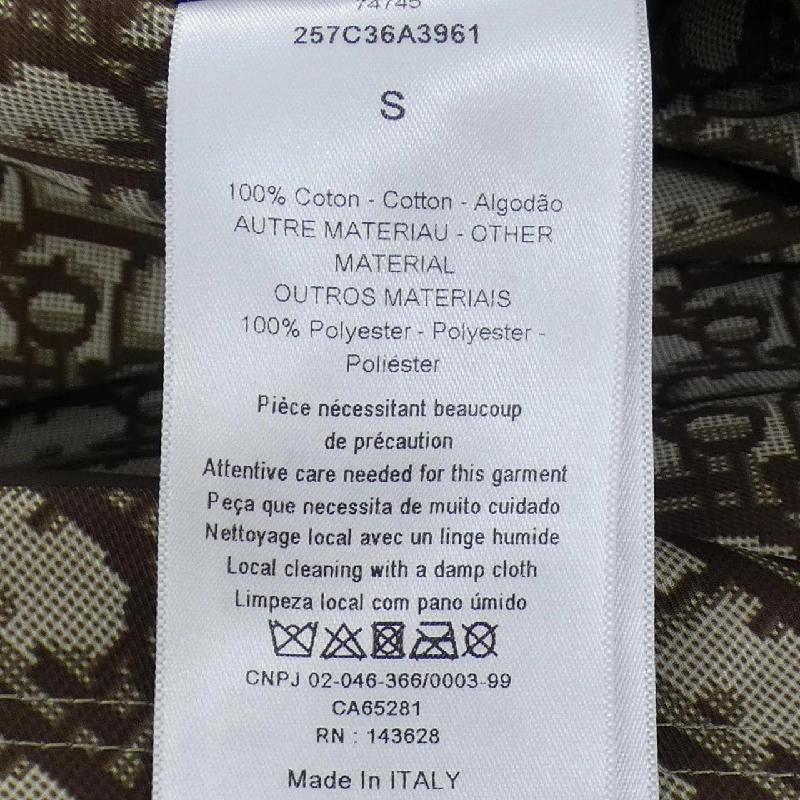 74745
257C36A3961
S
100% Coton - Cotton - Algodão
AUTRE MATERIAU - OTHER
MATERIAL
OUTROS MATERIAIS
100% Polyester - Polyester -
Poliéster
Pièce nécessitant beaucoup
de précaution
Attentive care needed for this garment
Peça que necessita de muito cuidado
Nettoyage local avec un linge humide
Local cleaning with a damp cloth
Limpeza local com pano úmido
CNPJ 02-046-366/0003-99
CA65281
RN : 143628
Made In ITALY